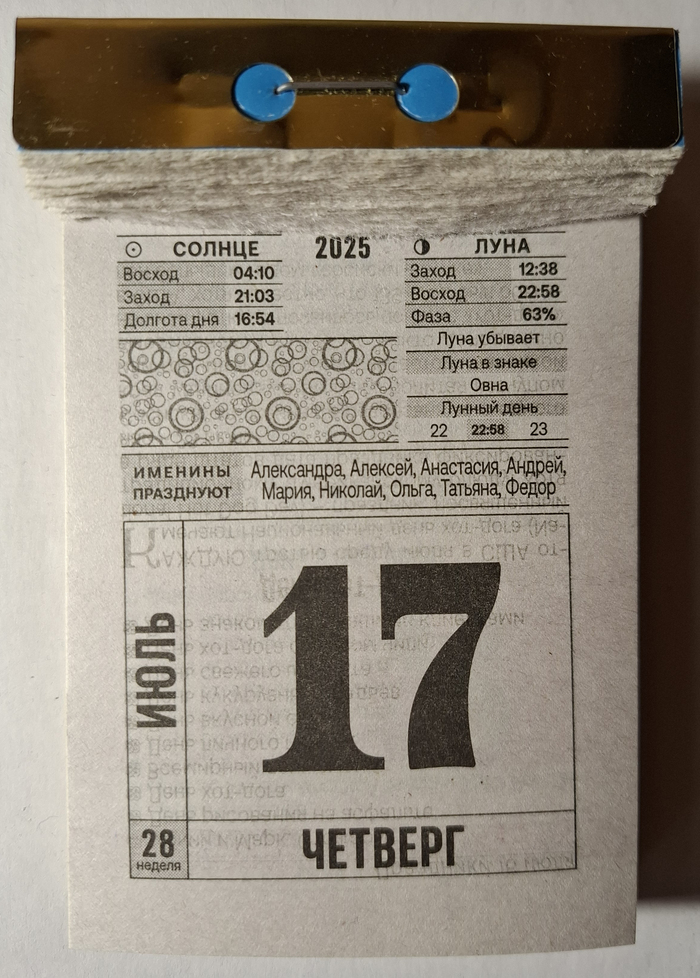 СОЛНЦЕ
Восход 04:10
Заход 21:03
Долгота дня 16:54
2025
ЛУНА
Заход 12:38
Восход 22:58
Фаза 63%
Луна убывает
Луна в знаке
Овна
Лунный день
22 22:58 23
ИМЕНИНЫ
ПРАЗДНУЮТ
Александра, Алексей, Анастасия, Андрей,
Мария, Николай, Ольга, Татьяна, Федор
ИЮЛЬ
17
28
неделя
ЧЕТВЕРГ